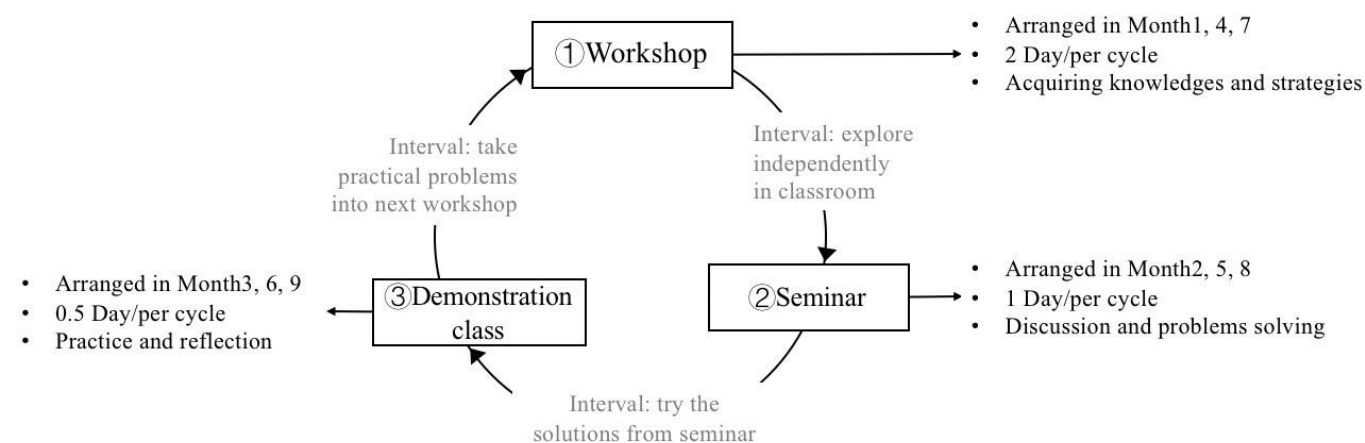 ①Workshop
• Arranged in Month1, 4, 7
• 2 Day/per cycle
• Acquiring knowledges and strategies
Interval: explore
independently
in classroom
②Seminar
• Arranged in Month2, 5, 8
• 1 Day/per cycle
• Discussion and problems solving
Interval: try the
solutions from seminar
③Demonstration
class
• Arranged in Month3, 6, 9
• 0.5 Day/per cycle
• Practice and reflection
Interval: take
practical problems
into next workshop